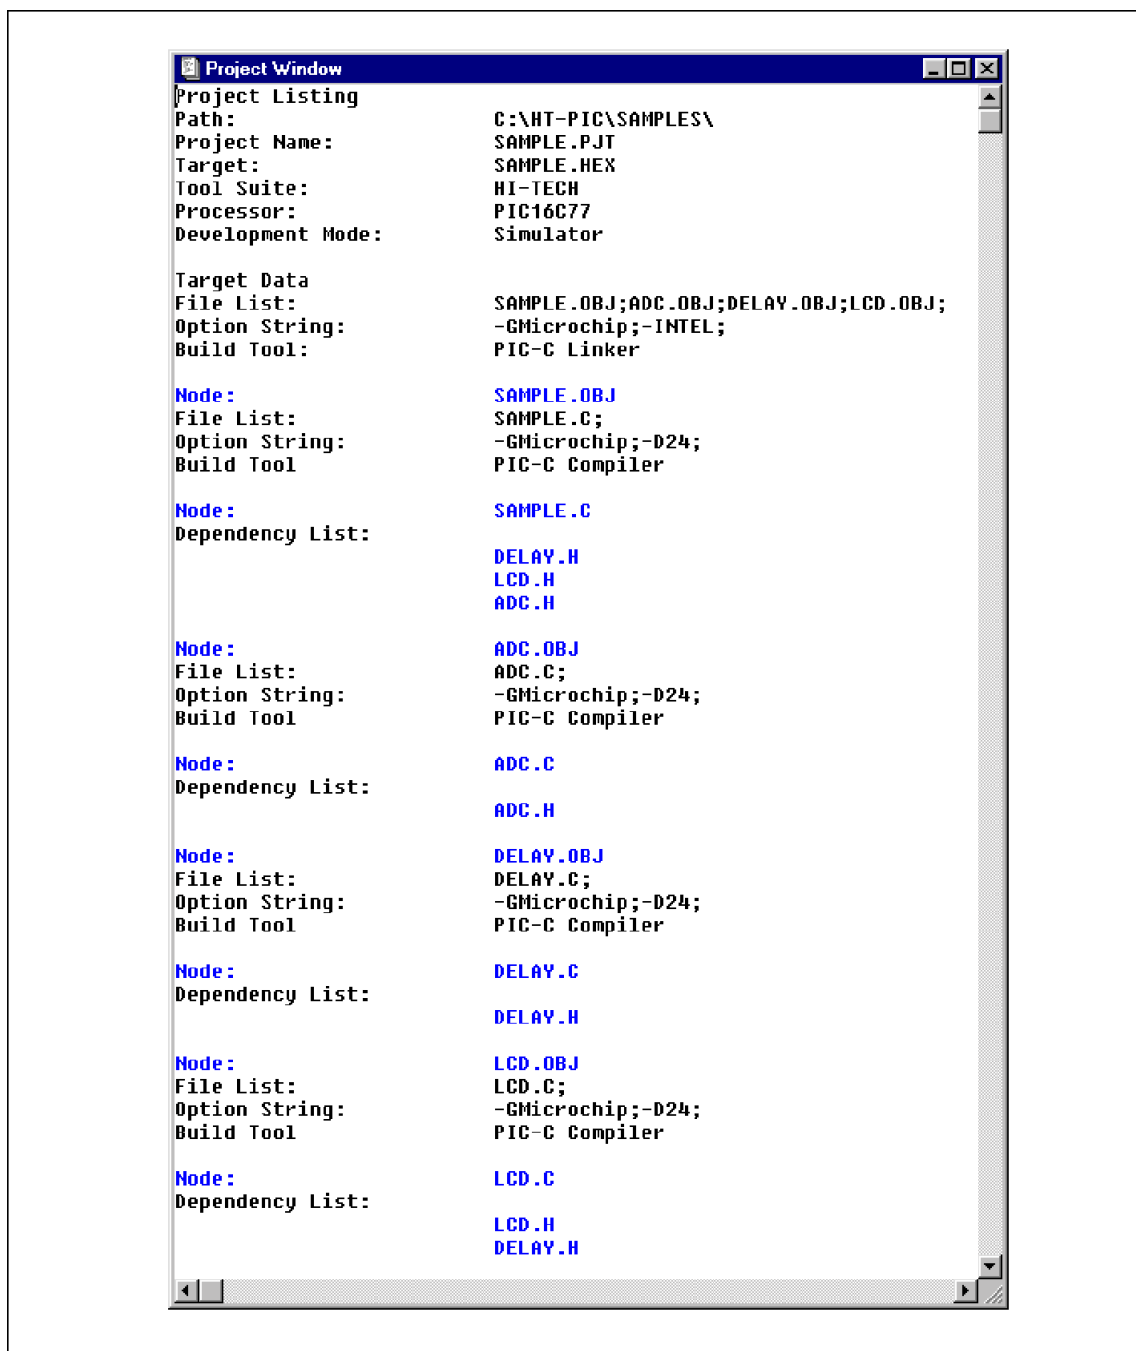 Project Window
Project Listing
Path: C:\HT-PIC\SAMPLES\
Project Name: SAMPLE.PJT
Target: SAMPLE.HEX
Tool Suite: HI-TECH
Processor: PIC16C77
Development Mode: Simulator
Target Data
File List: SAMPLE.OBJ;ADC.OBJ;DELAY.OBJ;LCD.OBJ;
Option String: -GMicrochip;-INTEL;
Build Tool: PIC-C Linker
Node: SAMPLE.OBJ
File List: SAMPLE.C;
Option String: -GMicrochip;-D24;
Build Tool PIC-C Compiler
Node: SAMPLE.C
Dependency List:
DELAY.H
LCD.H
ADC.H
Node: ADC.OBJ
File List: ADC.C;
Option String: -GMicrochip;-D24;
Build Tool PIC-C Compiler
Node: ADC.C
Dependency List:
ADC.H
Node: DELAY.OBJ
File List: DELAY.C;
Option String: -GMicrochip;-D24;
Build Tool PIC-C Compiler
Node: DELAY.C
Dependency List:
DELAY.H
Node: LCD.OBJ
File List: LCD.C;
Option String: -GMicrochip;-D24;
Build Tool PIC-C Compiler
Node: LCD.C
Dependency List:
LCD.H
DELAY.H